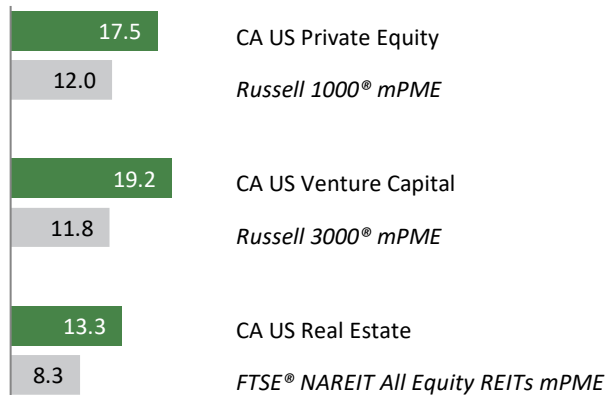 17.5 CA US Private Equity
12.0 Russell 1000® mPME
19.2 CA US Venture Capital
11.8 Russell 3000® mPME
13.3 CA US Real Estate
8.3 FTSE® NAREIT All Equity REITs mPME